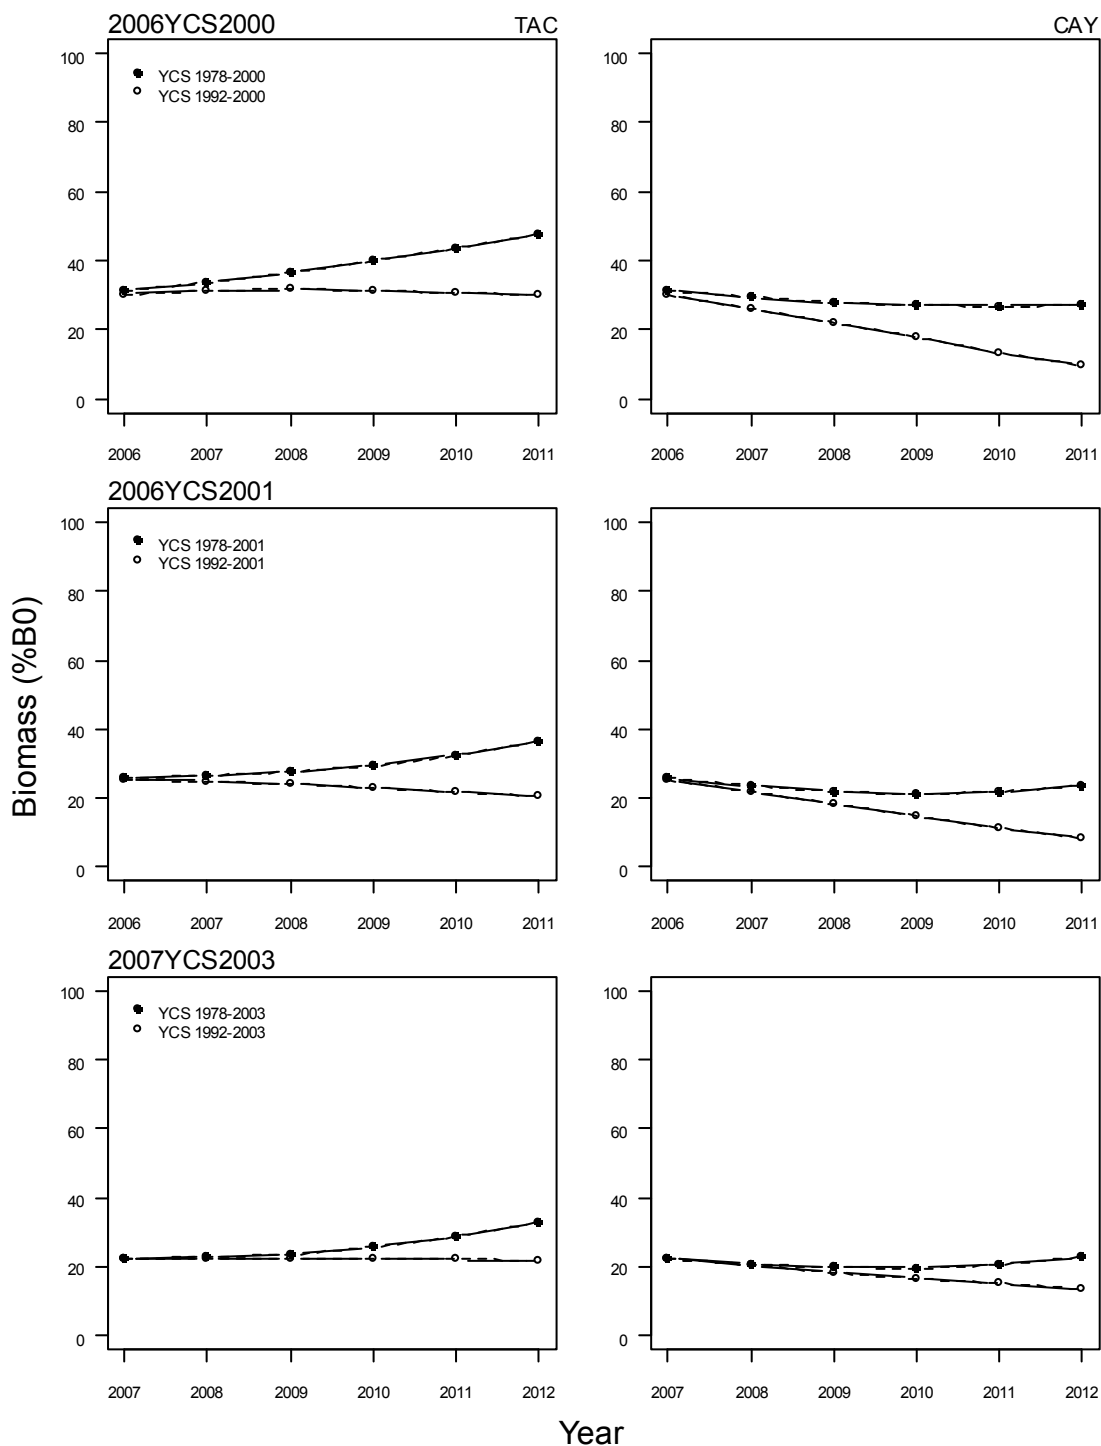 2006YCS2000 TAC CAY
100
80
60
40
20
0
YCS 1978-2000
YCS 1992-2000
2006 2007 2008 2009 2010 2011
100
80
60
40
20
0
2006 2007 2008 2009 2010 2011
2006YCS2001
100
80
60
40
20
0
YCS 1978-2001
YCS 1992-2001
2006 2007 2008 2009 2010 2011
100
80
60
40
20
0
2006 2007 2008 2009 2010 2011
Biomass (%B0)
2007YCS2003
100
80
60
40
20
0
YCS 1978-2003
YCS 1992-2003
2007 2008 2009 2010 2011 2012
100
80
60
40
20
0
2007 2008 2009 2010 2011 2012
Year